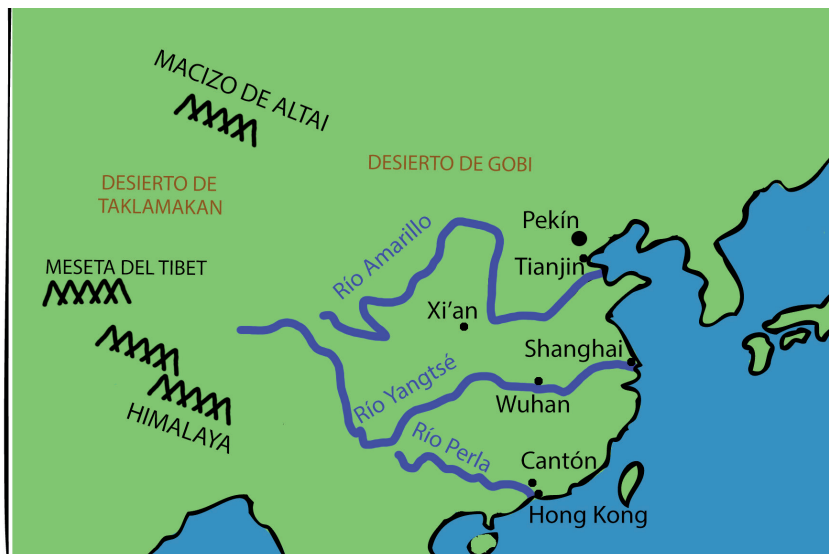 MACIZO DE ALTAI
DESIERTO DE GOBI
DESIERTO DE
TAKLAMAKAN
Río Amarillo
Pekín
Tianjin
MESETA DEL TIBET
Xi'an
Shanghai
Río Yangtsé
Wuhan
HIMALAYA
Río Perla
Cantón
Hong Kong